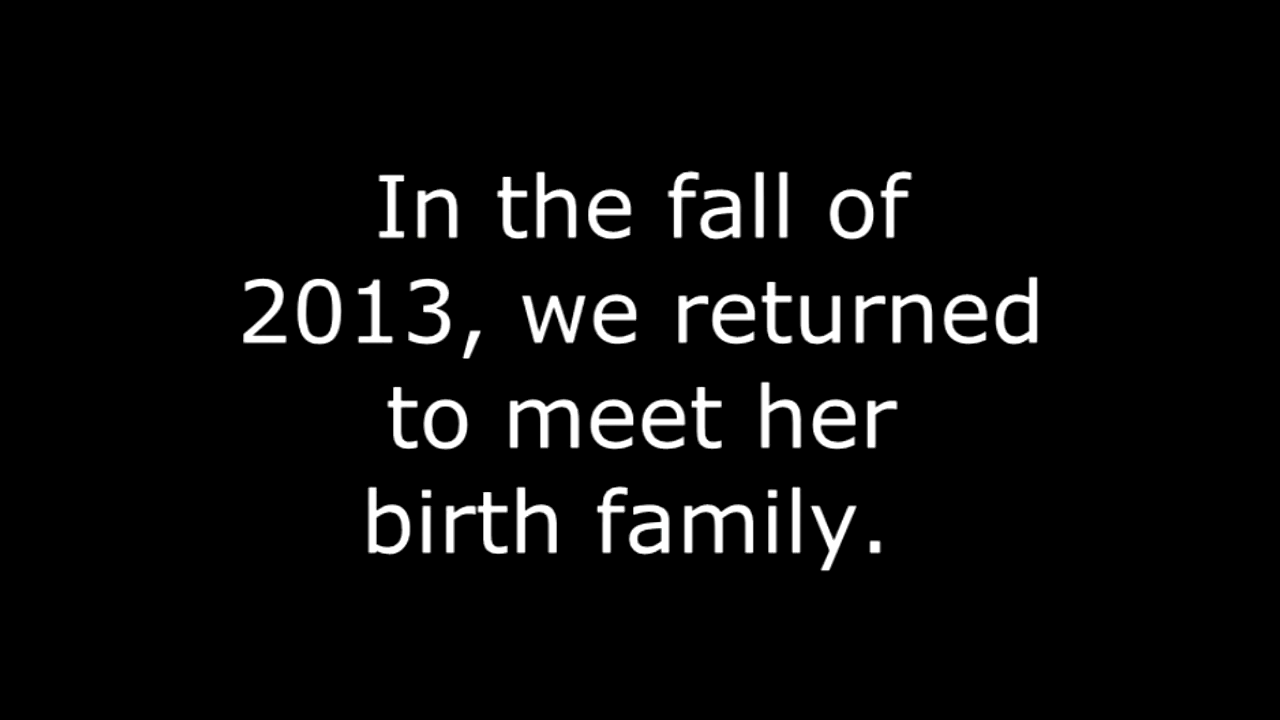 In the fall of
2013, we returned
to meet her
birth family.